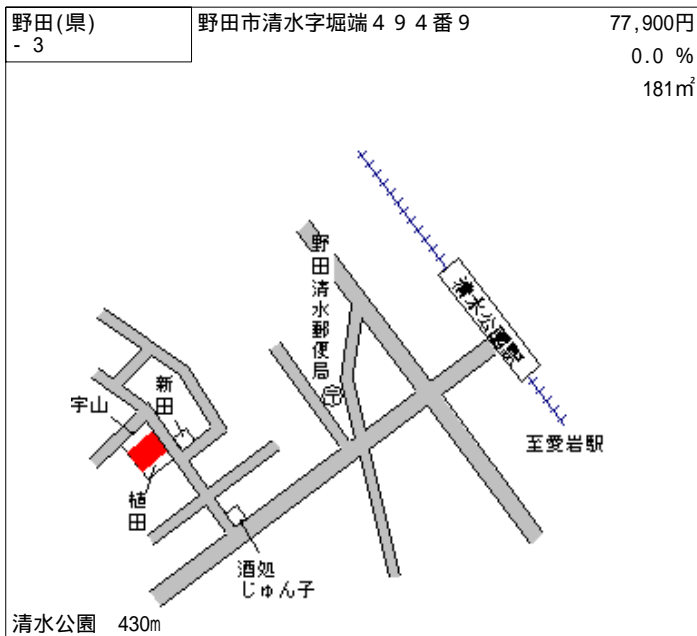 野田(県)
- 3
野田市清水字堀端４９４番9
77,900円
0.0 %
181㎡
野田清水郵便局
清水公園駅
新田
宇山
植田
至愛宕駅
酒処
じゅん子
清水公園 430m